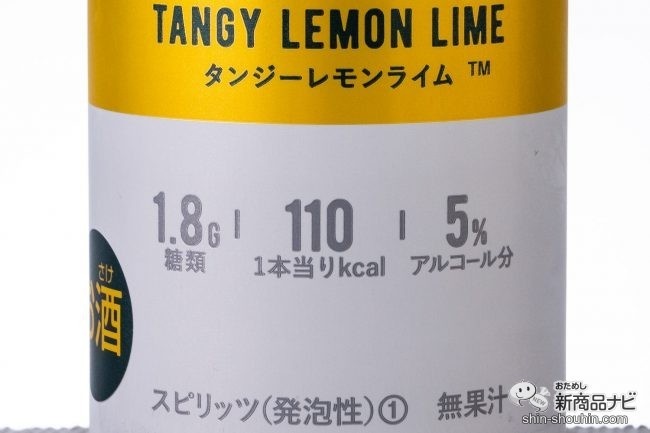 TANGY LEMON LIME
タンジーレモンライム ™
1.8G 110 5%
糖類 1本当りkcal アルコール分
さけ
お酒
スピリッツ(発泡性)① 無果汁
おためし
新商品ナビ
NEW
shin-shouhin.com